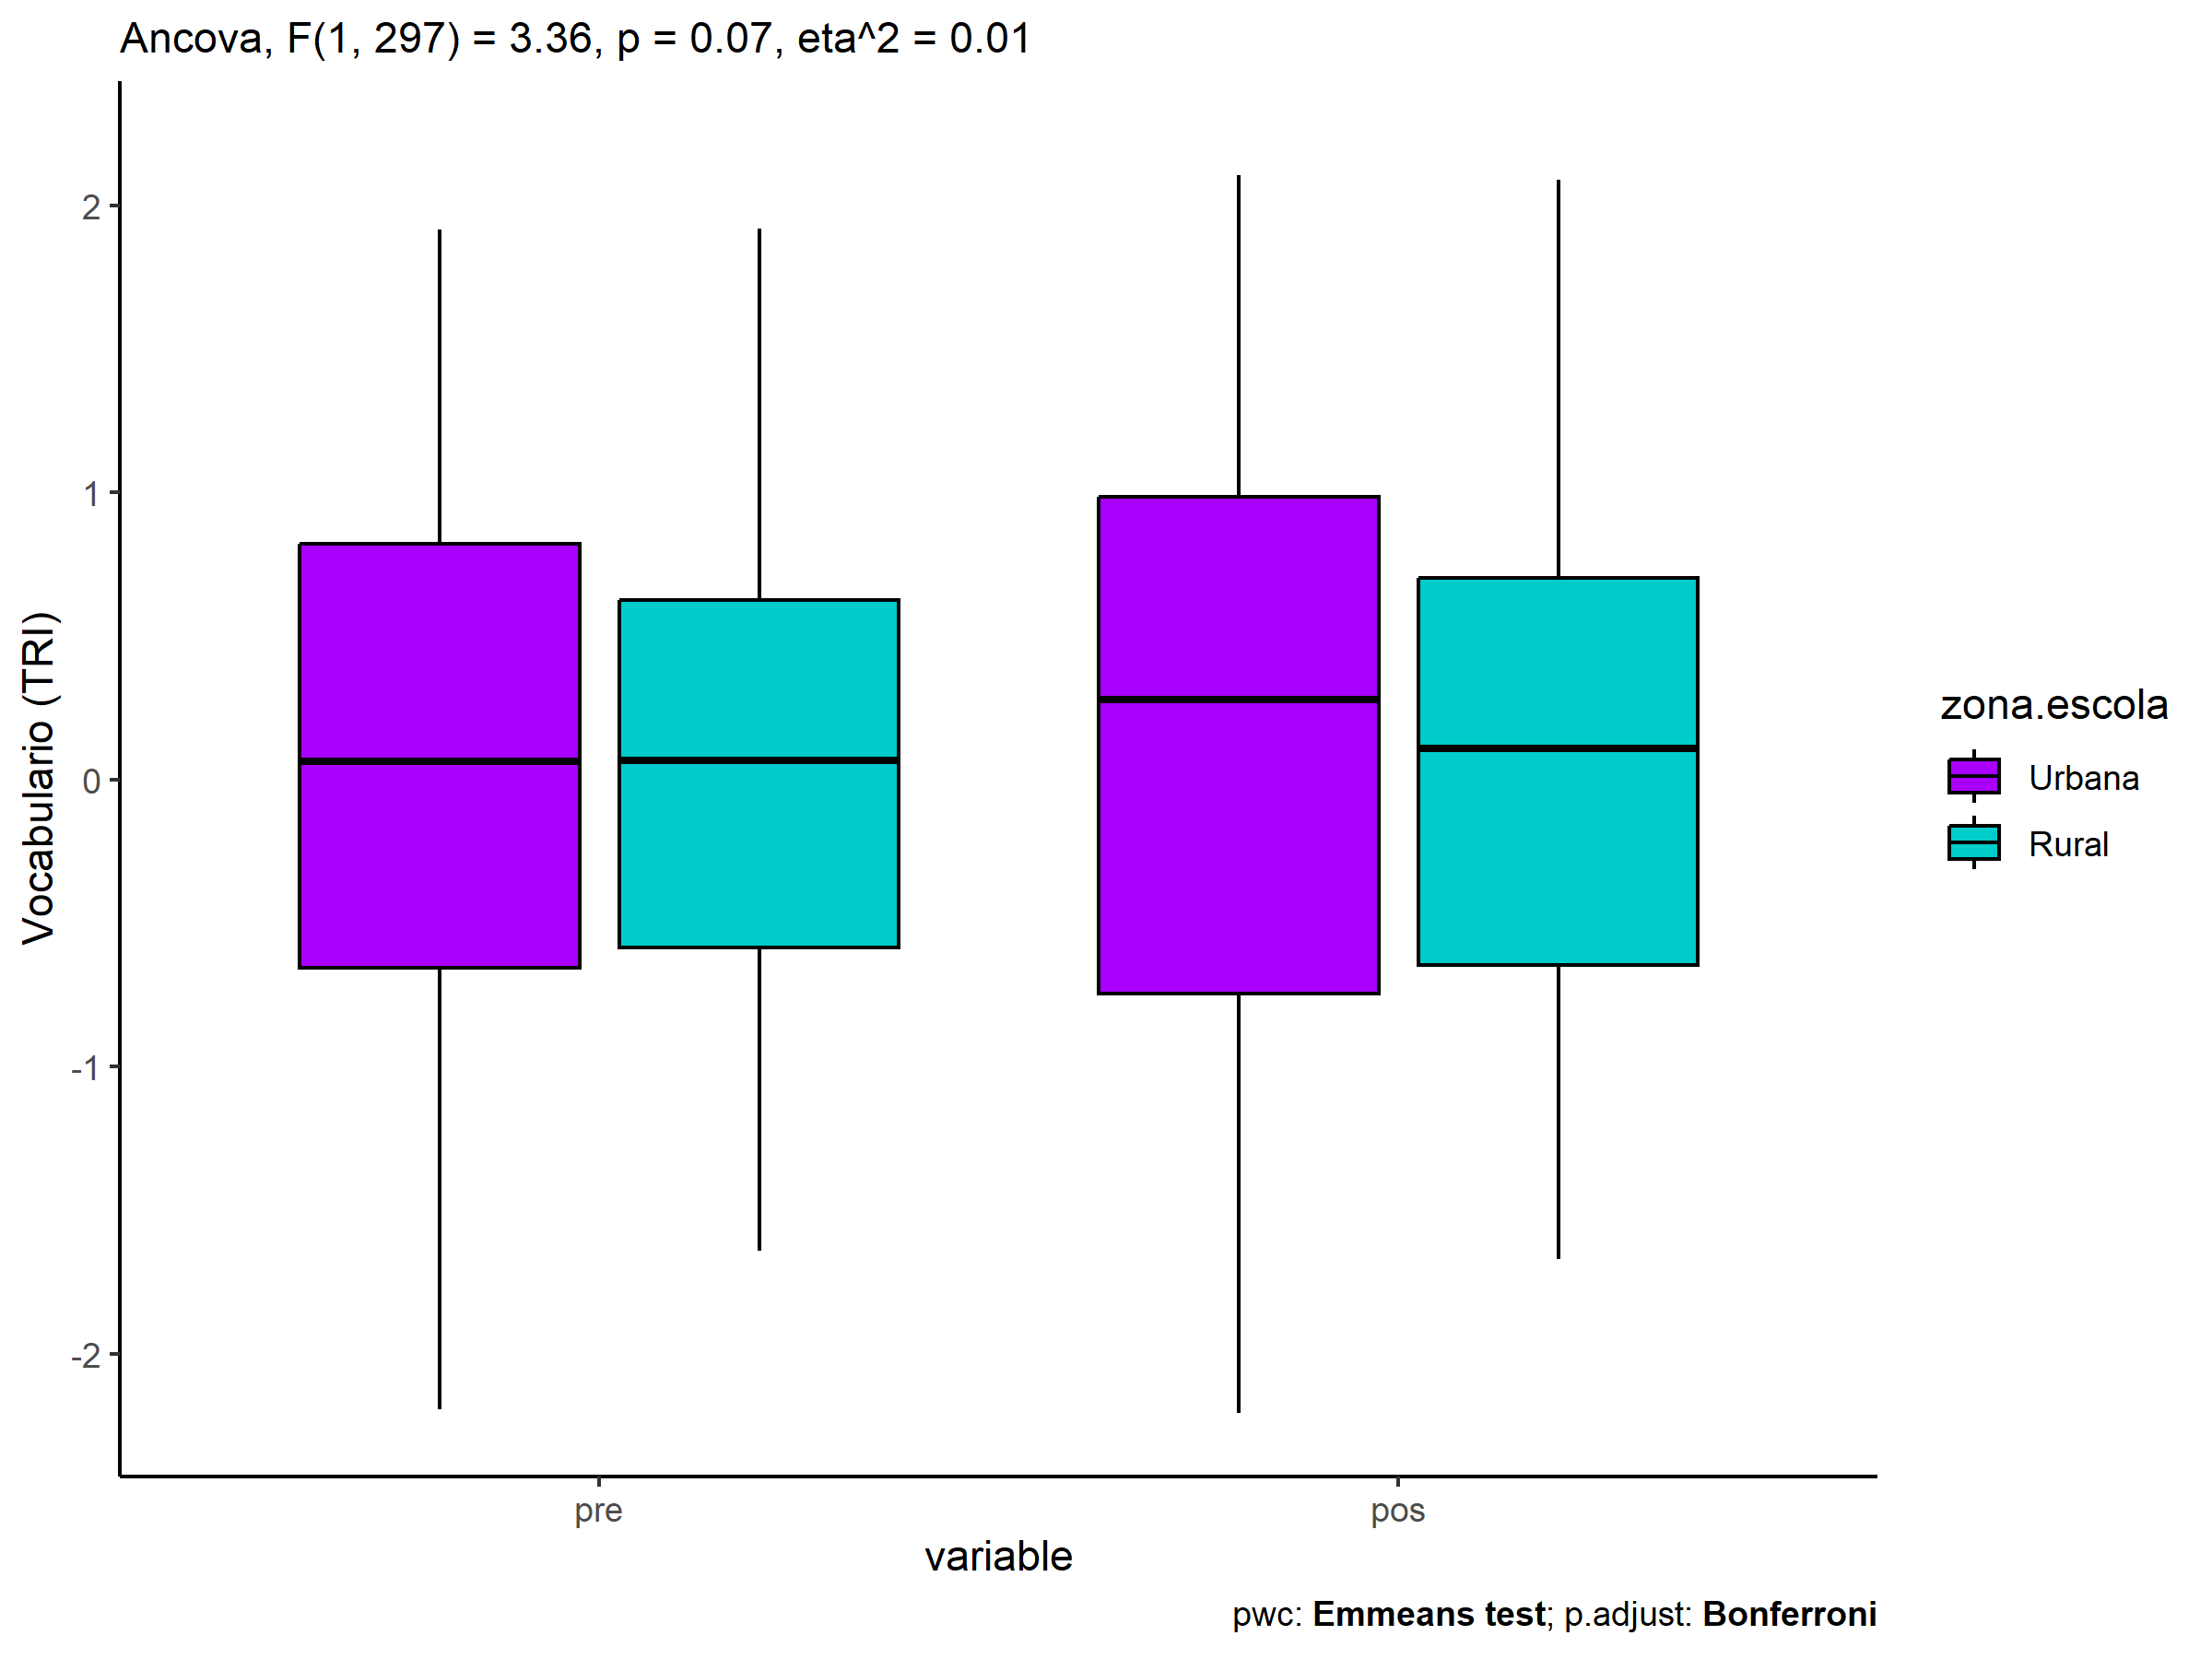 Ancova, F(1, 297) = 3.36, p = 0.07, eta^2 = 0.01
Vocabulario (TRI)
2
1
0
-1
-2
pre
pos
variable
zona.escola
Urbana
Rural
pwc: Emmeans test; p.adjust: Bonferroni